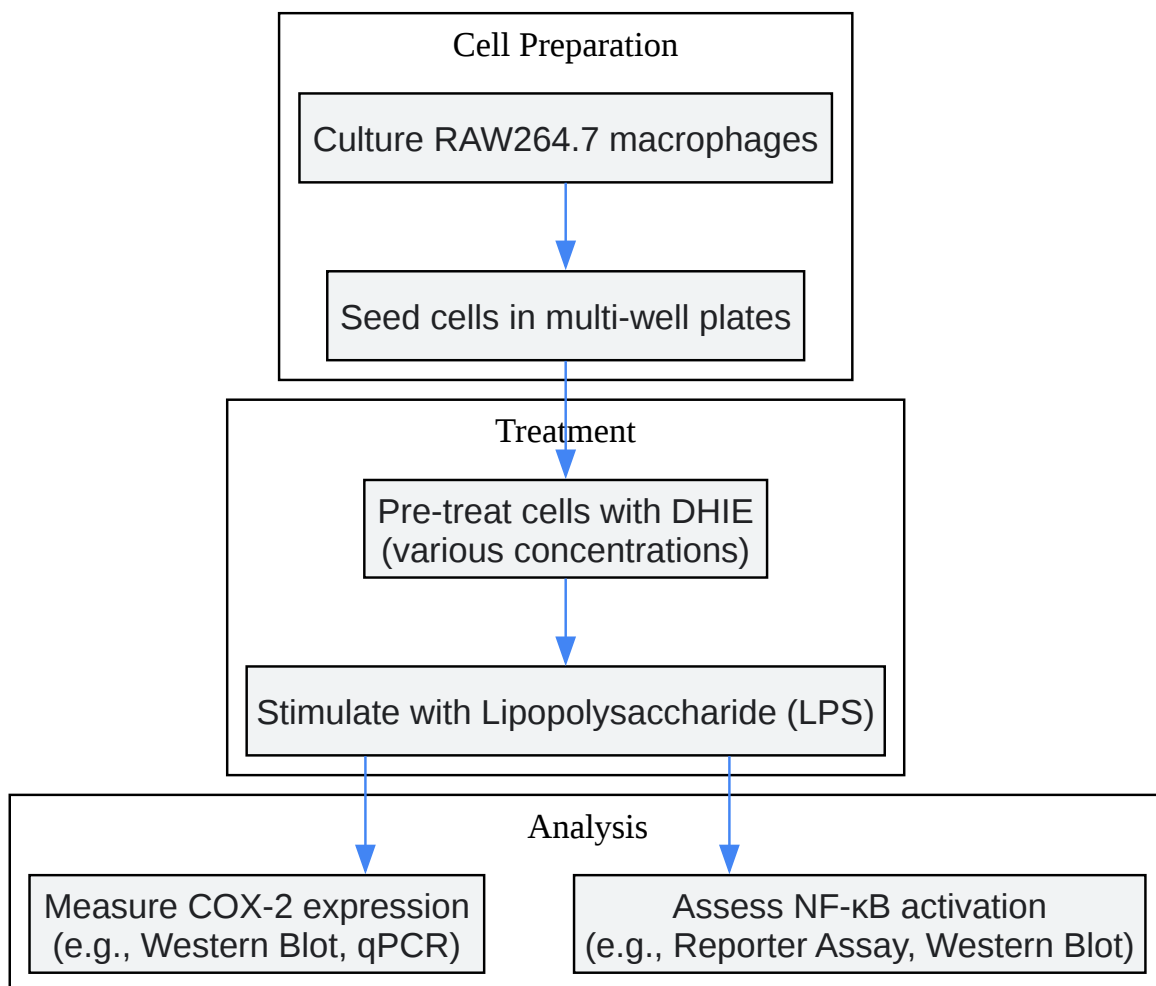 Cell Preparation
Culture RAW264.7 macrophages
Seed cells in multi-well plates
Treatment
Pre-treat cells with DHIE
(various concentrations)
Stimulate with Lipopolysaccharide (LPS)
Analysis
Measure COX-2 expression
(e.g., Western Blot, qPCR)
Assess NF-κB activation
(e.g., Reporter Assay, Western Blot)